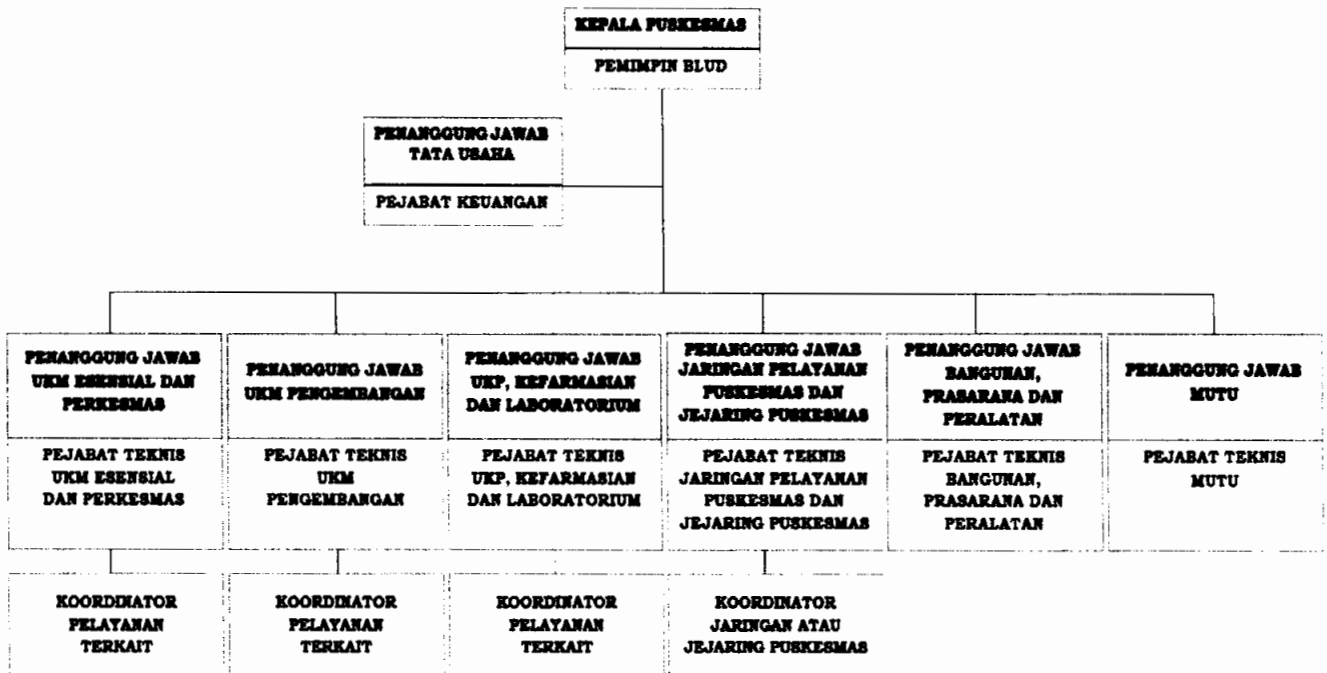 KEPALA PUSKESMAS
PEMIMPIN BLUD
PENANGGUNG JAWAB
TATA USAHA
PEJABAT KEUANGAN
PENANGGUNG JAWAB
UKM ESENSIAL DAN
PERKESMAS
PEJABAT TEKNIS
UKM ESENSIAL
DAN PERKESMAS
PENANGGUNG JAWAB
UKM PENGEMBANGAN
PEJABAT TEKNIS
UKM
PENGEMBANGAN
PENANGGUNG JAWAB
UKP, KEFARMASIAN
DAN LABORATORIUM
PEJABAT TEKNIS
UKP, KEFARMASIAN
DAN LABORATORIUM
PENANGGUNG JAWAB
JARINGAN PELAYANAN
PUSKESMAS DAN
JEJARING PUSKESMAS
PEJABAT TEKNIS
JARINGAN PELAYANAN
PUSKESMAS DAN
JEJARING PUSKESMAS
PENANGGUNG JAWAB
BANGUNAN,
PRASARANA DAN
PERALATAN
PEJABAT TEKNIS
BANGUNAN,
PRASARANA DAN
PERALATAN
PENANGGUNG JAWAB
MUTU
PEJABAT TEKNIS
MUTU
KOORDINATOR
PELAYANAN
TERKAIT
KOORDINATOR
PELAYANAN
TERKAIT
KOORDINATOR
PELAYANAN
TERKAIT
KOORDINATOR
JARINGAN ATAU
JEJARING PUSKESMAS